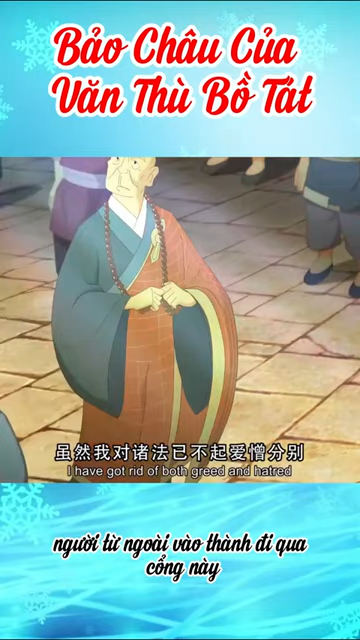 Bảo Châu Của
Văn Thù Bồ Tát
虽然我对诸法已不起爱憎分别
I have got rid of both greed and hatred
người từ ngoài vào thành đi qua
cổng này